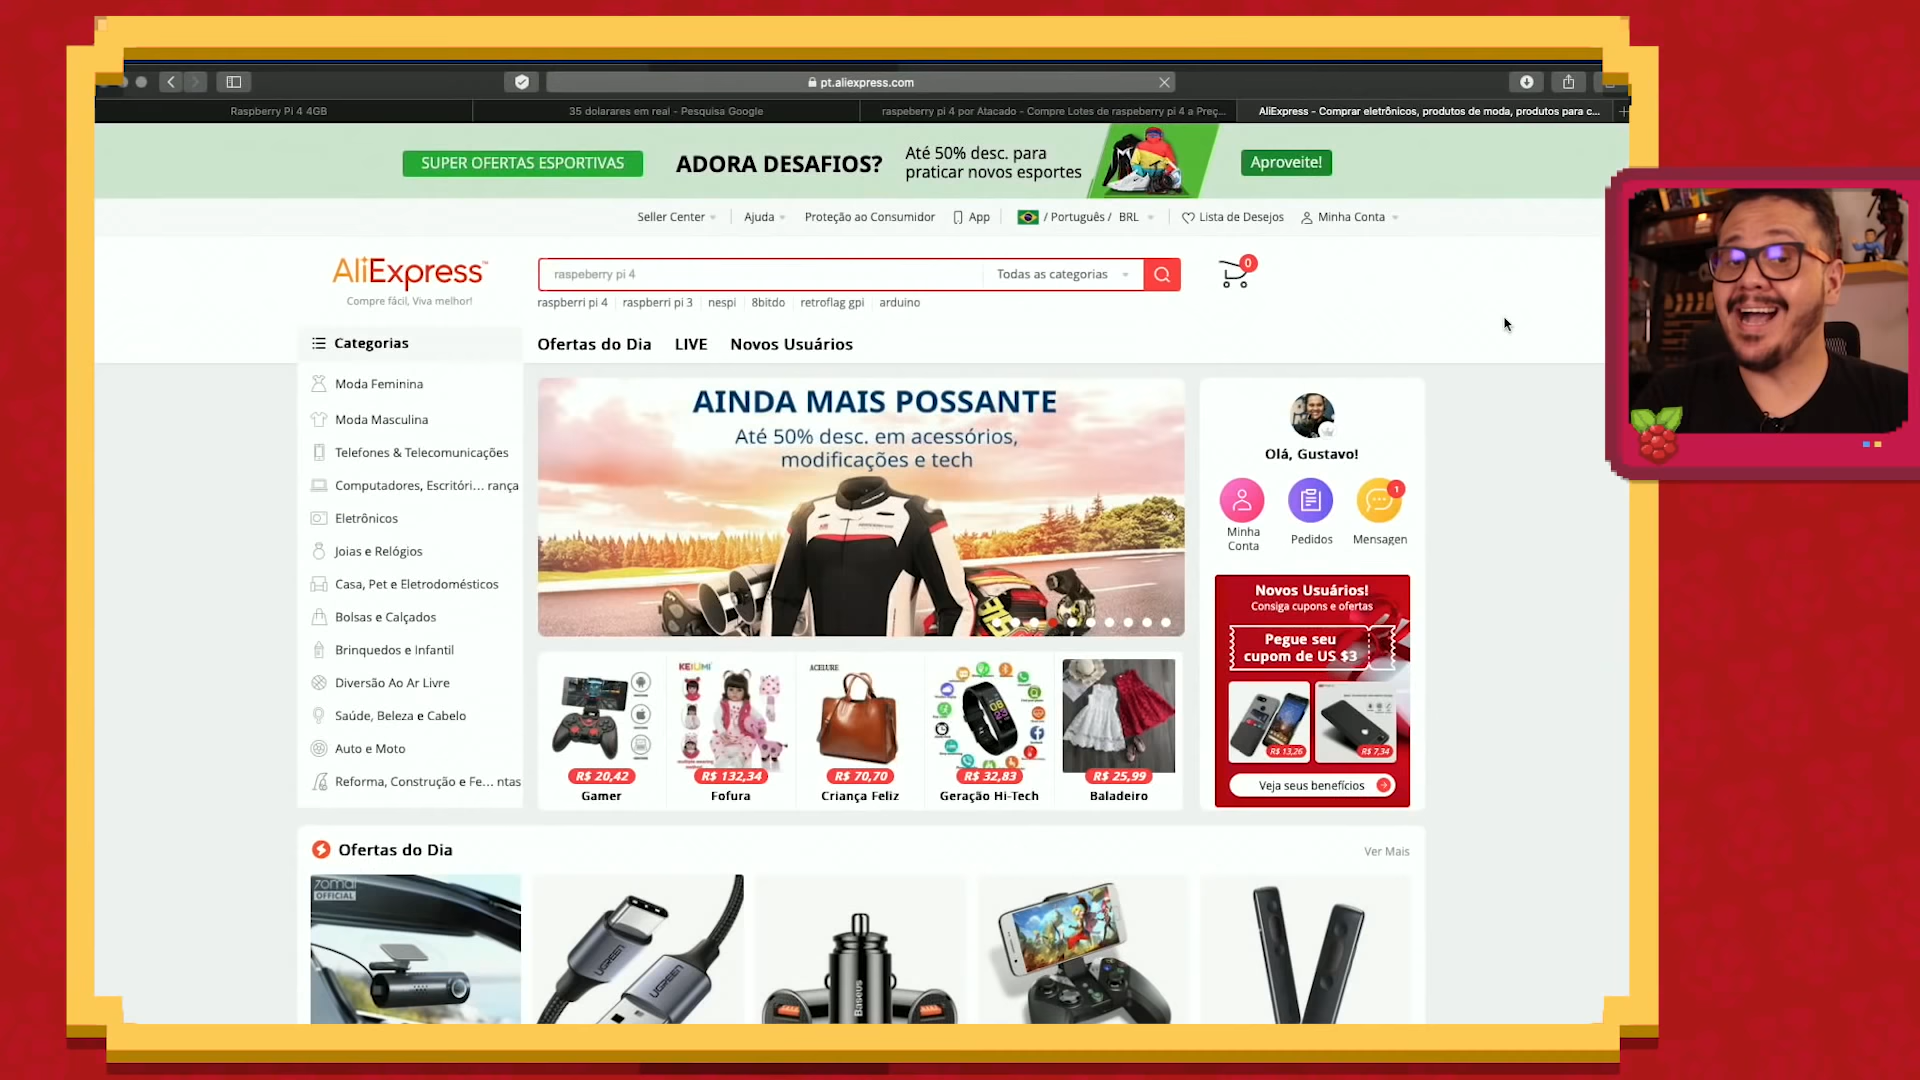 pt.aliexpress.com
Raspberry Pi 4 4GB
35 dolarares em real - Pesquisa Google
raspeberry pi 4 por Atacado - Compre Lotes de raspeberry pi 4 a Preç...
AliExpress - Comprar eletrônicos, produtos de moda, produtos para c...
SUPER OFERTAS ESPORTIVAS
ADORA DESAFIOS?
Até 50% desc. para
praticar novos esportes
Aproveite!
Seller Center
Ajuda
Proteção ao Consumidor
App
/ Português / BRL
Lista de Desejos
Minha Conta
AliExpress
Compre fácil, Viva melhor!
raspeberry pi 4
Todas as categorias
0
raspberri pi 4
raspberri pi 3
nespi
8bitdo
retroflag gpi
arduino
Categorias
Ofertas do Dia
LIVE
Novos Usuários
Moda Feminina
Moda Masculina
Telefones & Telecomunicações
Computadores, Escritóri... rança
Eletrônicos
Joias e Relógios
Casa, Pet e Eletrodomésticos
Bolsas e Calçados
Brinquedos e Infantil
Diversão Ao Ar Livre
Saúde, Beleza e Cabelo
Auto e Moto
Reforma, Construção e Fe... ntas
AINDA MAIS POSSANTE
Até 50% desc. em acessórios,
modificações e tech
Olá, Gustavo!
1
Minha
Conta
Pedidos
Mensagen
Novos Usuários!
Consiga cupons e ofertas
Pegue seu
cupom de US $3
R$ 13,26
R$ 7,34
Veja seus benefícios
R$ 20,42
Gamer
KEIUMI
R$ 132,34
Fofura
ACELURE
R$ 70,70
Criança Feliz
R$ 32,83
Geração Hi-Tech
R$ 25,99
Baladeiro
Ofertas do Dia
Ver Mais
70mai
OFFICIAL
UGREEN
UGREEN
Baseus